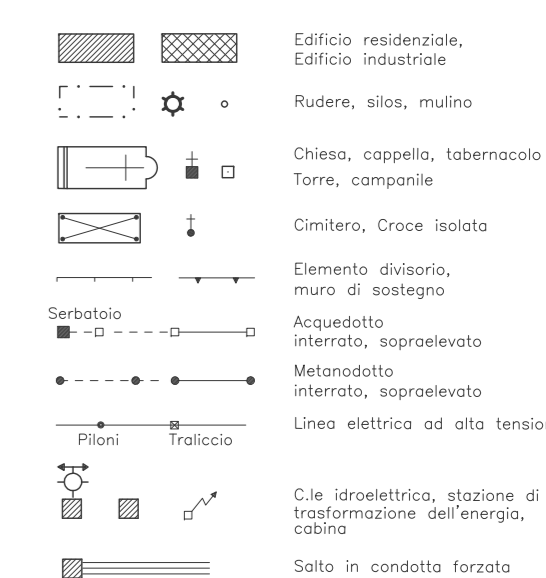 Edificio residenziale,
Edificio industriale
Rudere, silos, mulino
Chiesa, cappella, tabernacolo
Torre, campanile
Cimitero, Croce isolata
Elemento divisorio,
muro di sostegno
Serbatoio
Acquedotto
interrato, sopraelevato
Metanodotto
interrato, sopraelevato
Linea elettrica ad alta
Piloni Traliccio
C.le idroelettrica, stazione di
trasformazione dell'energia,
cabina
Salto in condotta forzata